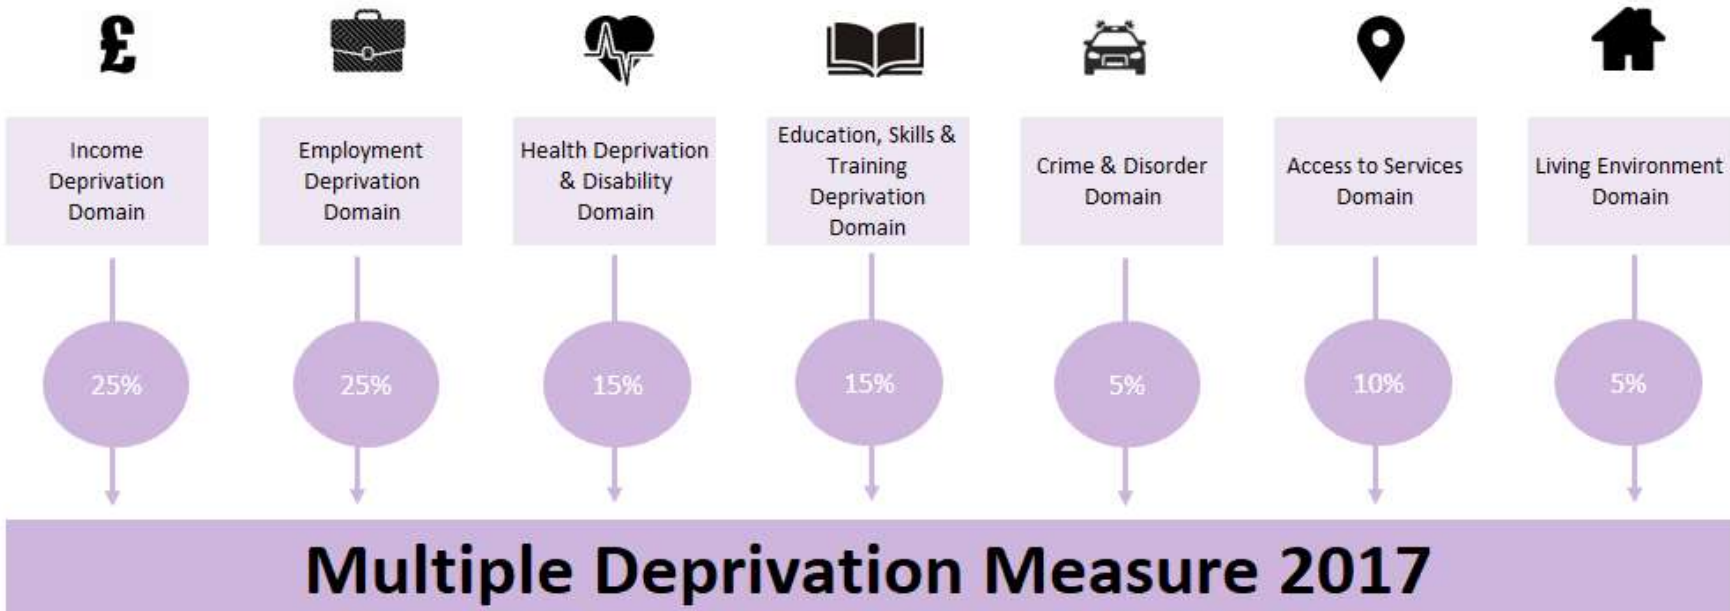 £
Income
Deprivation
Domain
Employment
Deprivation
Domain
Health Deprivation
& Disability
Domain
Education, Skills &
Training
Deprivation
Domain
Crime & Disorder
Domain
Access to Services
Domain
Living Environment
Domain
25%
25%
15%
15%
5%
10%
5%
Multiple Deprivation Measure 2017